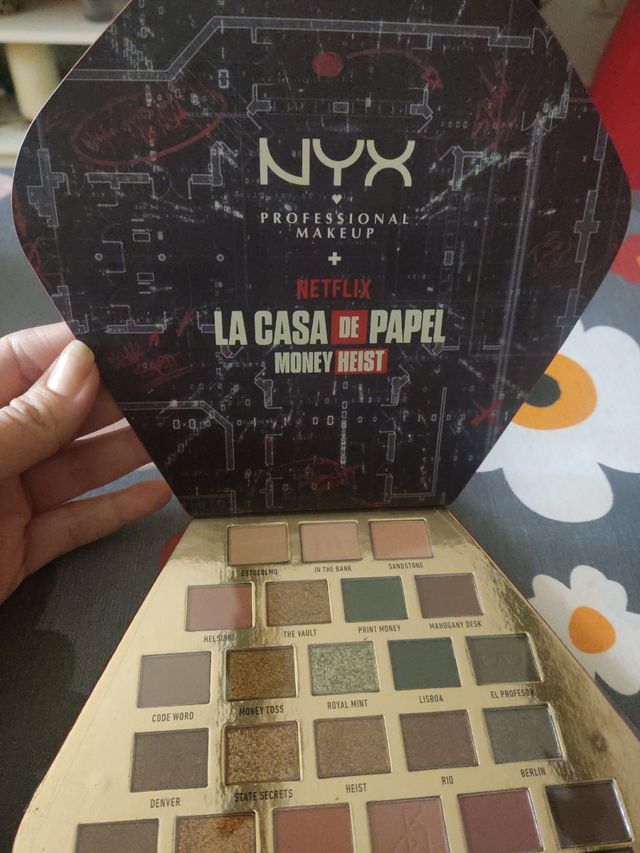 NYX
PROFESSIONAL
MAKEUP
+
NETFLIX
LA CASA DE PAPEL
MONEY HEIST
ESTOCOLMO
IN THE BANK
SANDSTONE
HELSINKI
THE VAULT
PRINT MONEY
MAHOGANY DESK
CODE WORD
MONEY TOSS
ROYAL MINT
LISBOA
EL PROFESOR
DENVER
STATE SECRETS
HEIST
RIO
BERLIN